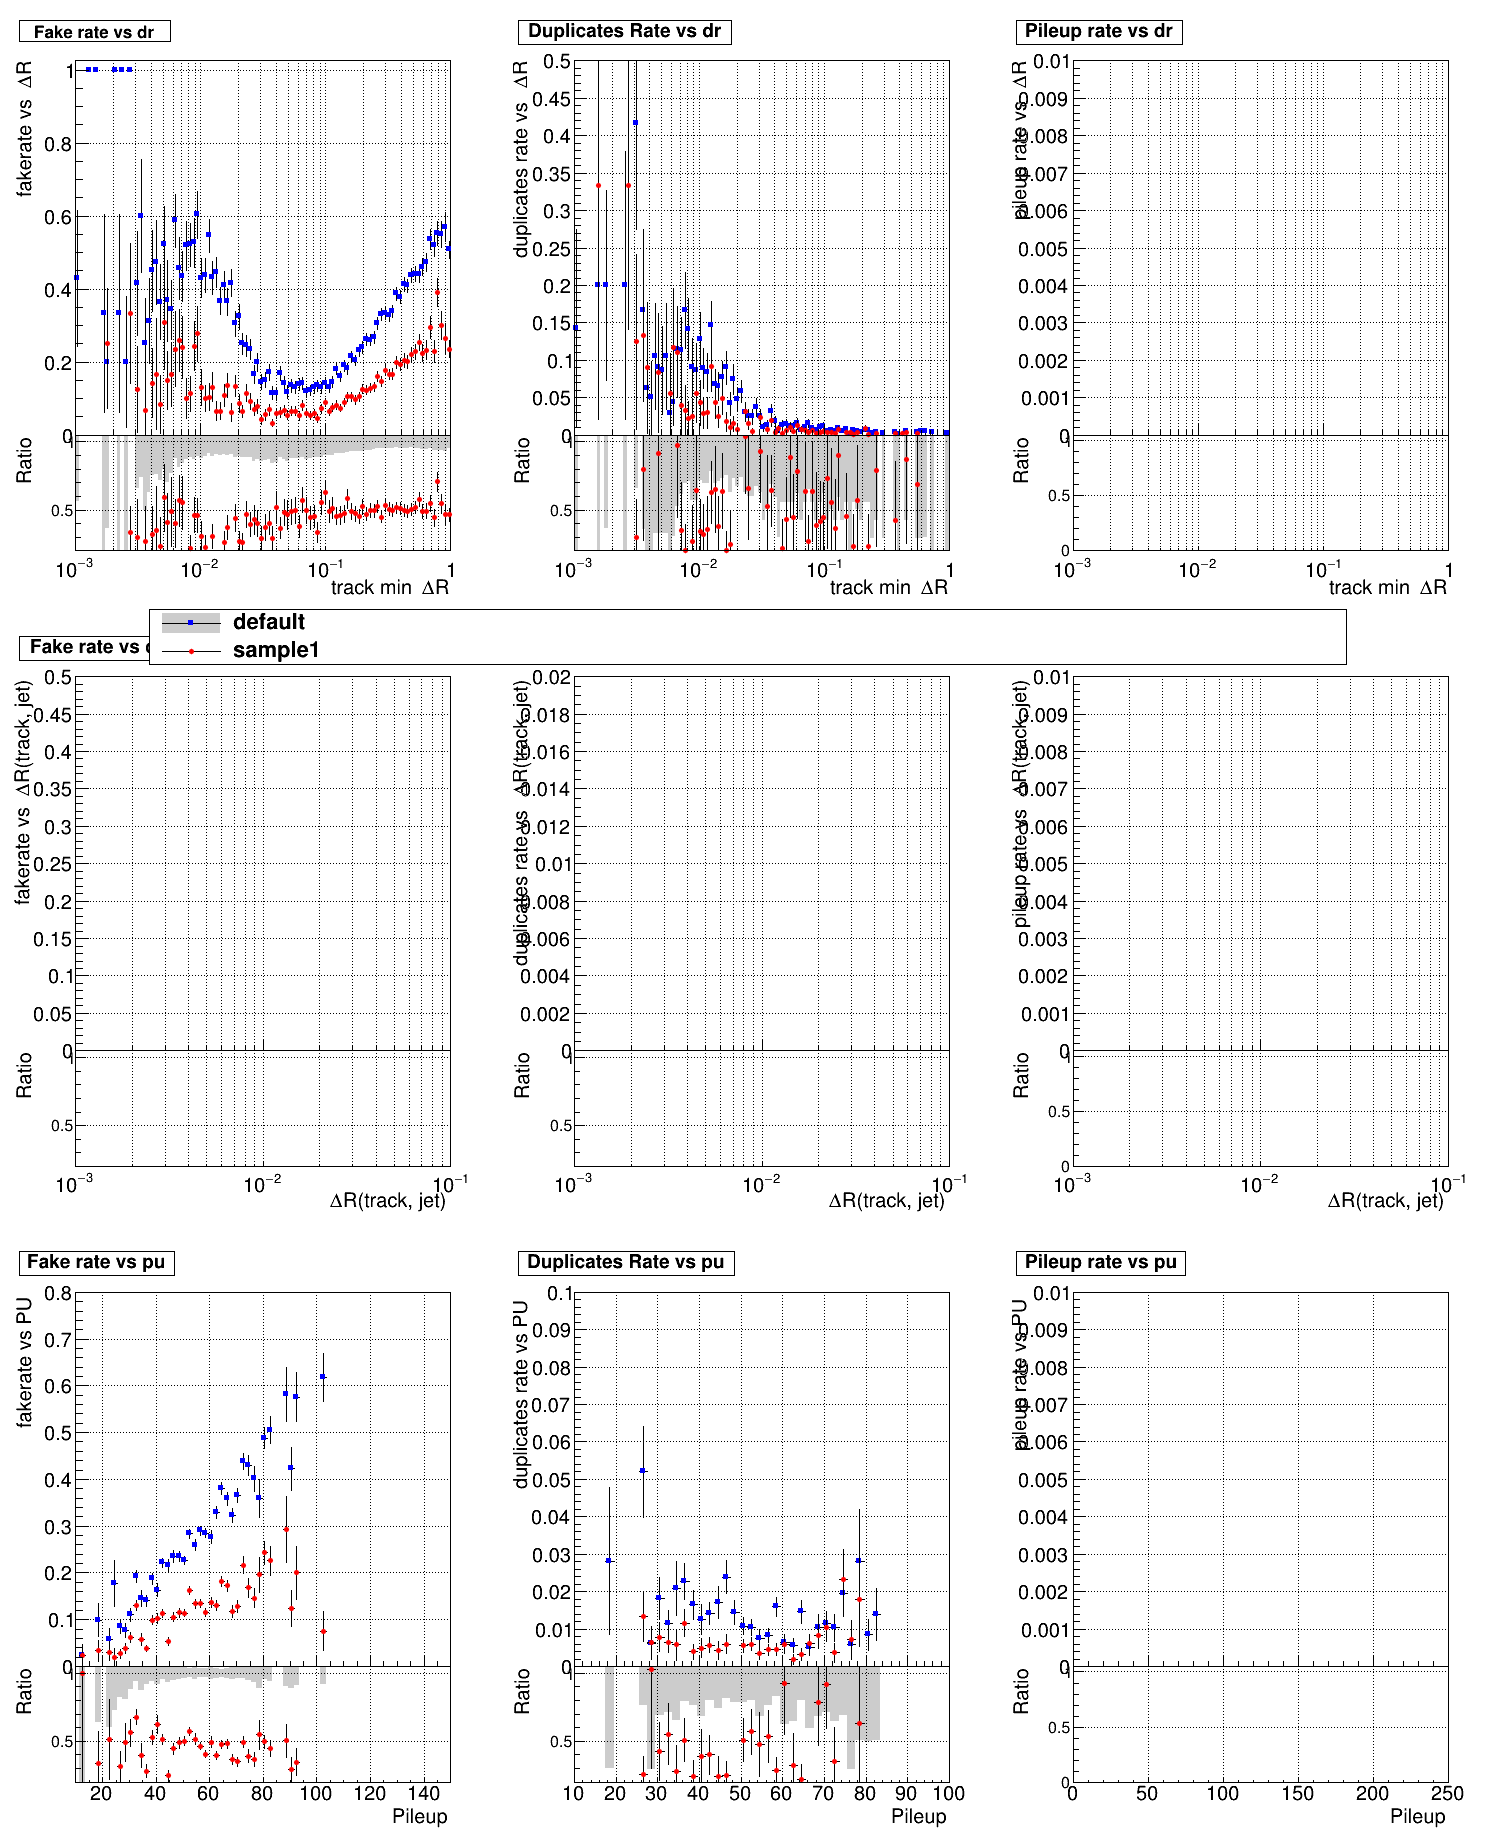 Fake rate vs dr
Duplicates Rate vs dr
Pileup rate vs dr
fakerate vs ΔR
1
0.8
0.6
0.4
0.2
0
Ratio
0.5
10⁻³ 10⁻² 10⁻¹ 1
track min ΔR
duplicates rate vs ΔR
0.5
0.45
0.4
0.35
0.3
0.25
0.2
0.15
0.1
0.05
0
Ratio
0.5
10⁻³ 10⁻² 10⁻¹ 1
track min ΔR
pileup rate vs ΔR
0.01
0.009
0.008
0.007
0.006
0.005
0.004
0.003
0.002
0.001
0
Ratio
0.5
0
10⁻³ 10⁻² 10⁻¹ 1
track min ΔR
default
sample1
Fake rate vs
fakerate vs ΔR(track, jet)
0.5
0.45
0.4
0.35
0.3
0.25
0.2
0.15
0.1
0.05
0
Ratio
0.5
10⁻³ 10⁻² 10⁻¹
ΔR(track, jet)
duplicates rate vs ΔR(track, jet)
0.02
0.018
0.016
0.014
0.012
0.01
0.008
0.006
0.004
0.002
0
Ratio
0.5
10⁻³ 10⁻² 10⁻¹
ΔR(track, jet)
pileup rate vs ΔR(track, jet)
0.01
0.009
0.008
0.007
0.006
0.005
0.004
0.003
0.002
0.001
0
Ratio
0.5
0
10⁻³ 10⁻² 10⁻¹
ΔR(track, jet)
Fake rate vs pu
Duplicates Rate vs pu
Pileup rate vs pu
fakerate vs PU
0.8
0.7
0.6
0.5
0.4
0.3
0.2
0.1
0
Ratio
0.5
20 40 60 80 100 120 140
Pileup
duplicates rate vs PU
0.1
0.09
0.08
0.07
0.06
0.05
0.04
0.03
0.02
0.01
0
Ratio
0.5
10 20 30 40 50 60 70 80 90 100
Pileup
pileup rate vs PU
0.01
0.009
0.008
0.007
0.006
0.005
0.004
0.003
0.002
0.001
0
Ratio
0.5
0
0 50 100 150 200 250
Pileup